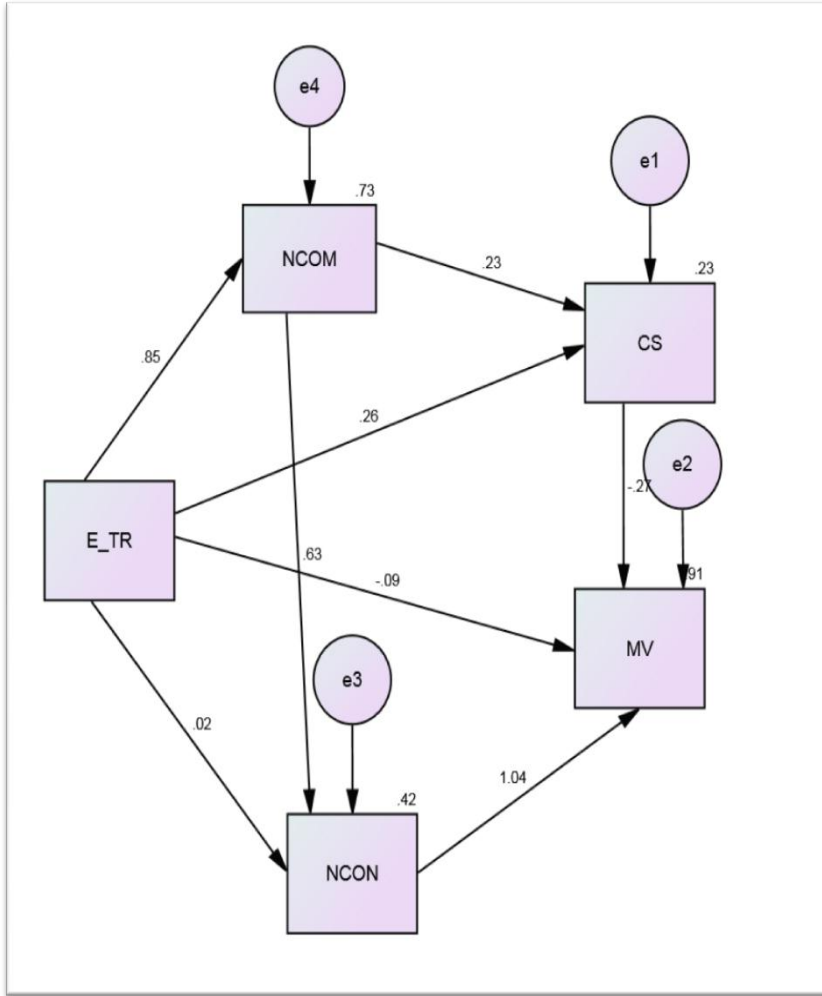 e4
e1
.73
NCOM
.23
.23
CS
.85
.26
e2
-.27
E_TR
.63
-.09
.91
MV
e3
.02
1.04
.42
NCON